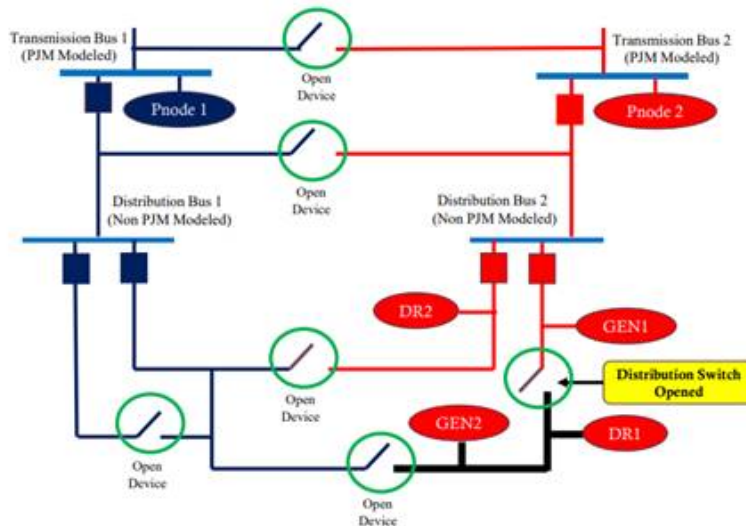 Transmission Bus 1
(PJM Modeled)
Open
Device
Transmission Bus 2
(PJM Modeled)
Pnode 1
Pnode 2
Open
Device
Distribution Bus 1
(Non PJM Modeled)
Distribution Bus 2
(Non PJM Modeled)
DR2
GEN1
Open
Device
Distribution Switch
Opened
Open
Device
GEN2
DR1
Open
Device